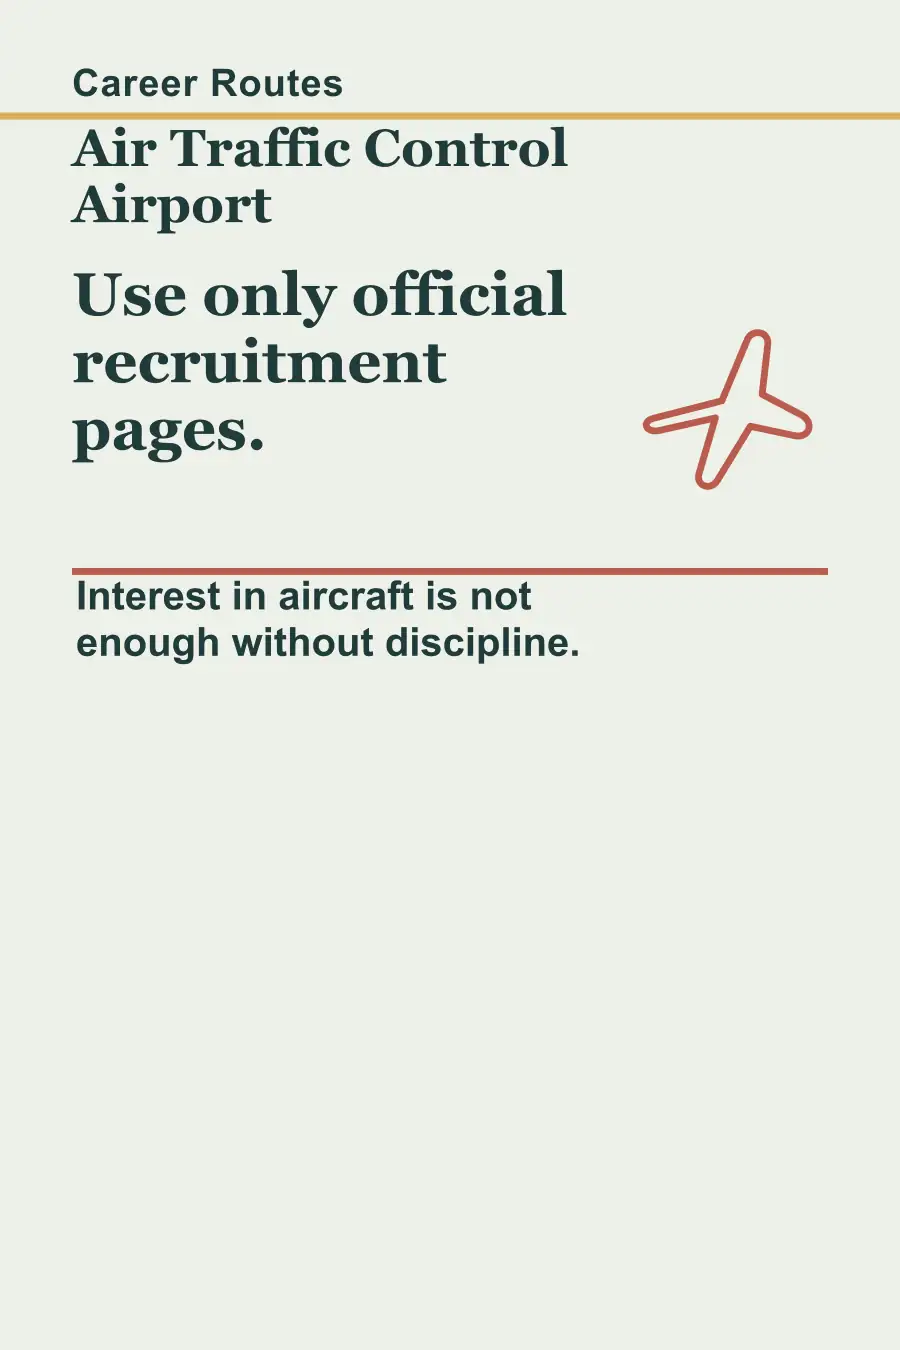 Career Routes
Air Traffic Control
Airport
Use only official
recruitment
pages.
Interest in aircraft is not
enough without discipline.